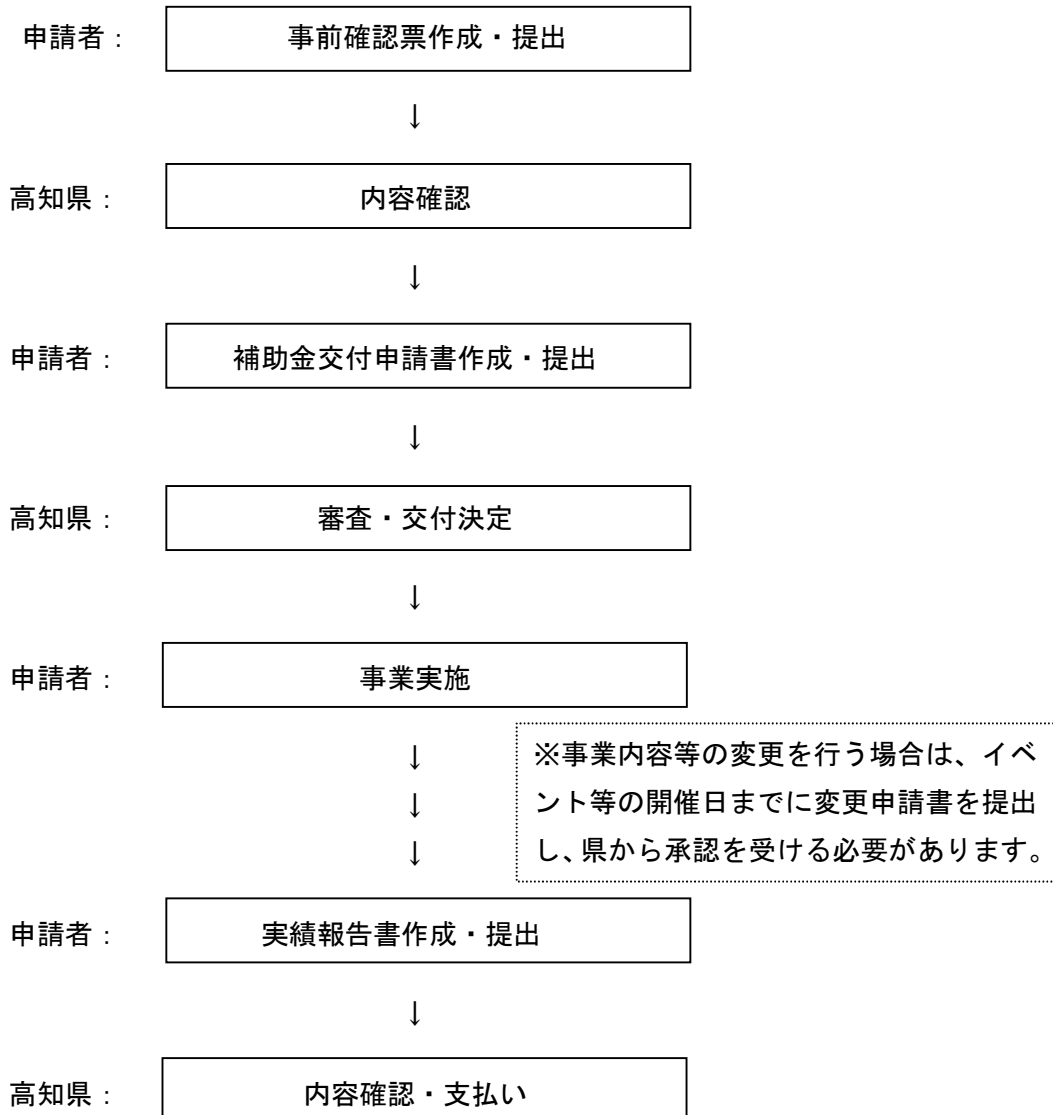 申請者： 事前確認票作成・提出
↓
高知県： 内容確認
↓
申請者： 補助金交付申請書作成・提出
↓
高知県： 審査・交付決定
↓
申請者： 事業実施
↓
↓
↓
※事業内容等の変更を行う場合は、イベ
ント等の開催日までに変更申請書を提出
し、県から承認を受ける必要があります。
申請者： 実績報告書作成・提出
↓
高知県： 内容確認・支払い